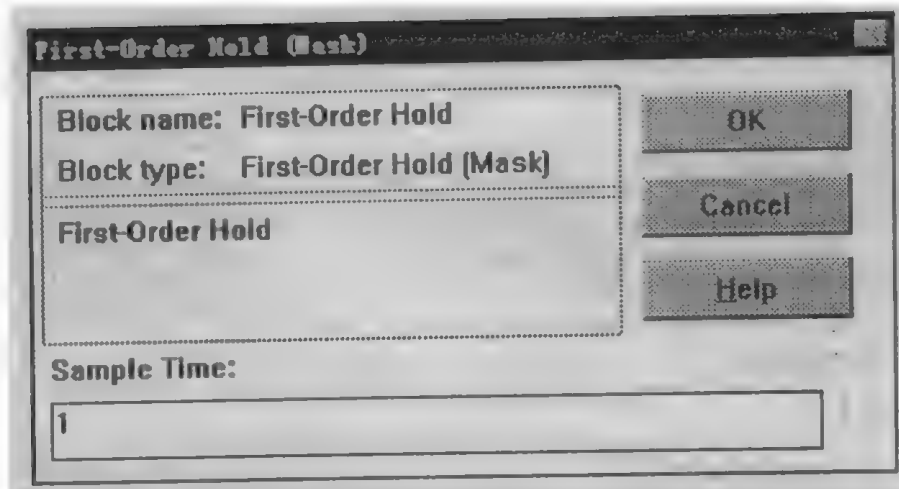 First-Order Hold (Mask)
Block name: First-Order Hold
Block type: First-Order Hold (Mask)
First-Order Hold
Sample Time:
1
OK
Cancel
Help